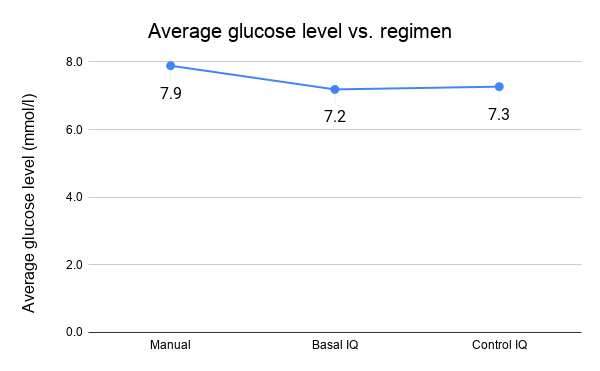 Average glucose level vs. regimen
Average glucose level (mmol/l)
8.0
6.0
4.0
2.0
0.0
7.9
7.2
7.3
Manual
Basal IQ
Control IQ